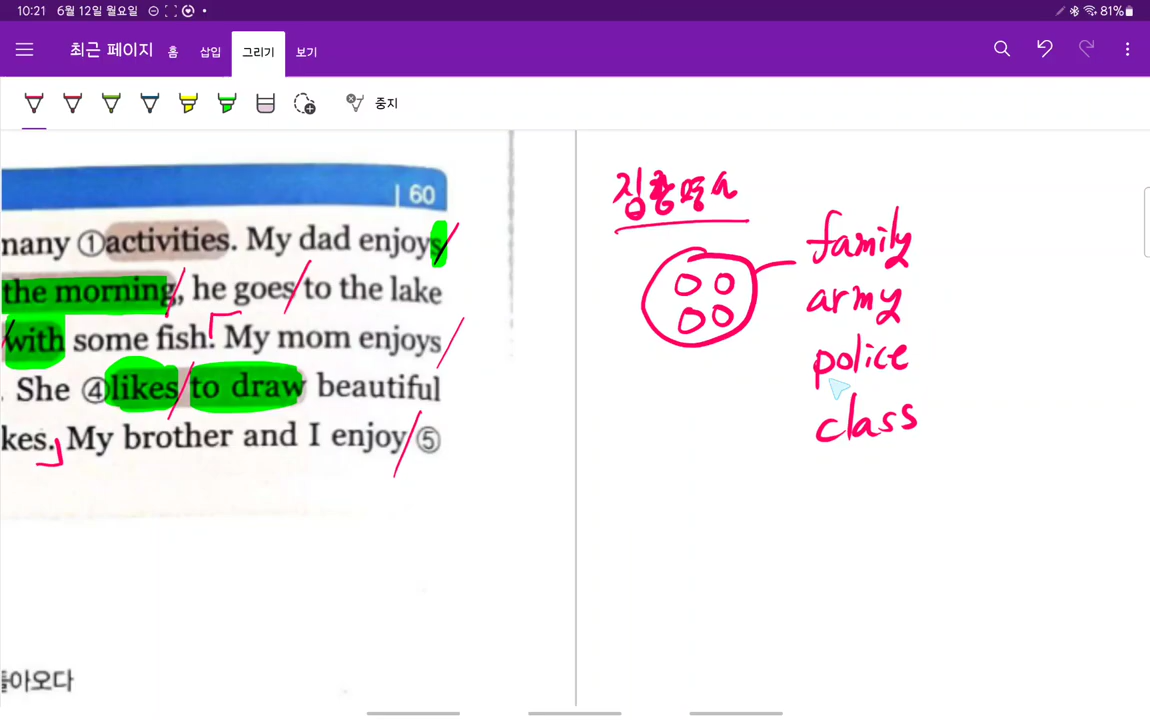 10:21 6월 12일 월요일 81%
최근 페이지 홈 삽입 그리기 보기
중지
| 60
many ①activities. My dad enjoys
the morning, he goes to the lake
with some fish. My mom enjoys
. She ④likes to draw beautiful
kes. My brother and I enjoy ⑤
돌아오다
집합명사
family
army
police
class